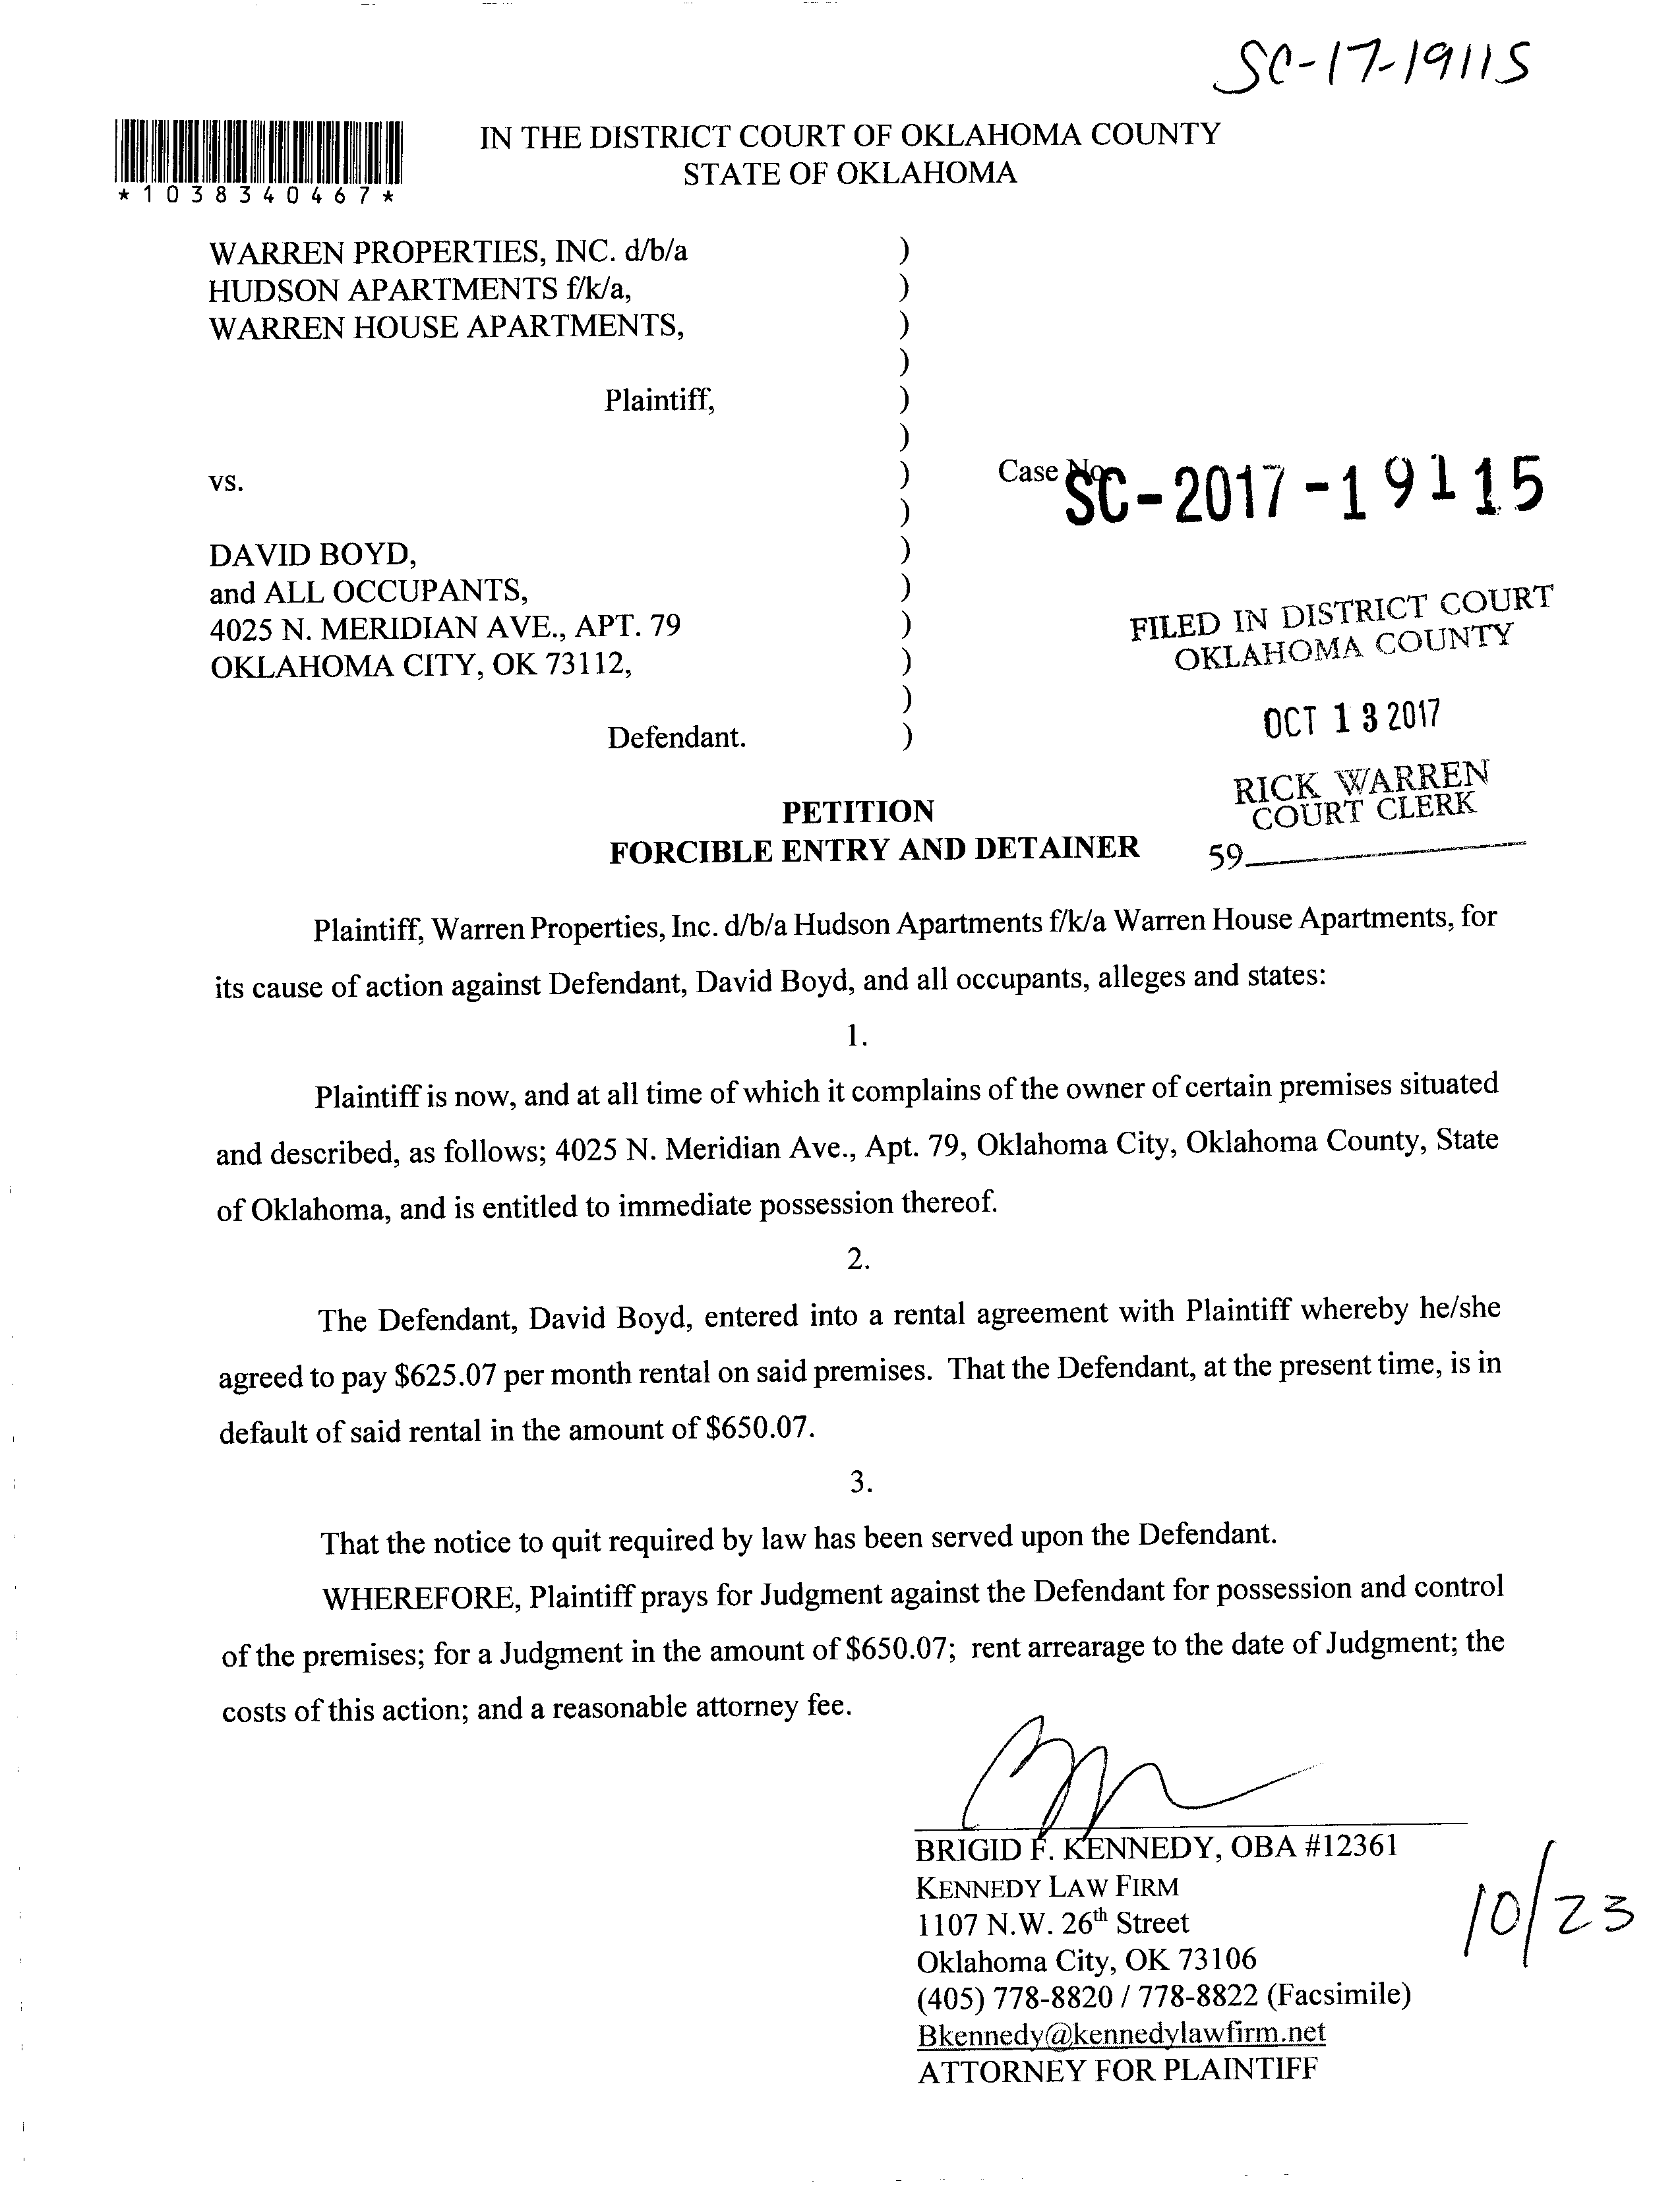 SC-17-19115
IN THE DISTRICT COURT OF OKLAHOMA COUNTY
STATE OF OKLAHOMA
*1038340467*
WARREN PROPERTIES, INC. d/b/a )
HUDSON APARTMENTS f/k/a, )
WARREN HOUSE APARTMENTS, )
)
Plaintiff, )
)
vs. ) Case No. SC-2017-19115
)
DAVID BOYD, )
and ALL OCCUPANTS, )
4025 N. MERIDIAN AVE., APT. 79 )
OKLAHOMA CITY, OK 73112, )
)
Defendant. )
FILED IN DISTRICT COURT
OKLAHOMA COUNTY
OCT 13 2017
RICK WARREN
COURT CLERK
59
PETITION
FORCIBLE ENTRY AND DETAINER
Plaintiff, Warren Properties, Inc. d/b/a Hudson Apartments f/k/a Warren House Apartments, for
its cause of action against Defendant, David Boyd, and all occupants, alleges and states:
1.
Plaintiff is now, and at all time of which it complains of the owner of certain premises situated
and described, as follows; 4025 N. Meridian Ave., Apt. 79, Oklahoma City, Oklahoma County, State
of Oklahoma, and is entitled to immediate possession thereof.
2.
The Defendant, David Boyd, entered into a rental agreement with Plaintiff whereby he/she
agreed to pay $625.07 per month rental on said premises. That the Defendant, at the present time, is in
default of said rental in the amount of $650.07.
3.
That the notice to quit required by law has been served upon the Defendant.
WHEREFORE, Plaintiff prays for Judgment against the Defendant for possession and control
of the premises; for a Judgment in the amount of $650.07; rent arrearage to the date of Judgment; the
costs of this action; and a reasonable attorney fee.
BRIGID F. KENNEDY, OBA #12361
KENNEDY LAW FIRM
1107 N.W. 26th Street
Oklahoma City, OK 73106
(405) 778-8820 / 778-8822 (Facsimile)
Bkennedy@kennedylawfirm.net
ATTORNEY FOR PLAINTIFF
10/23